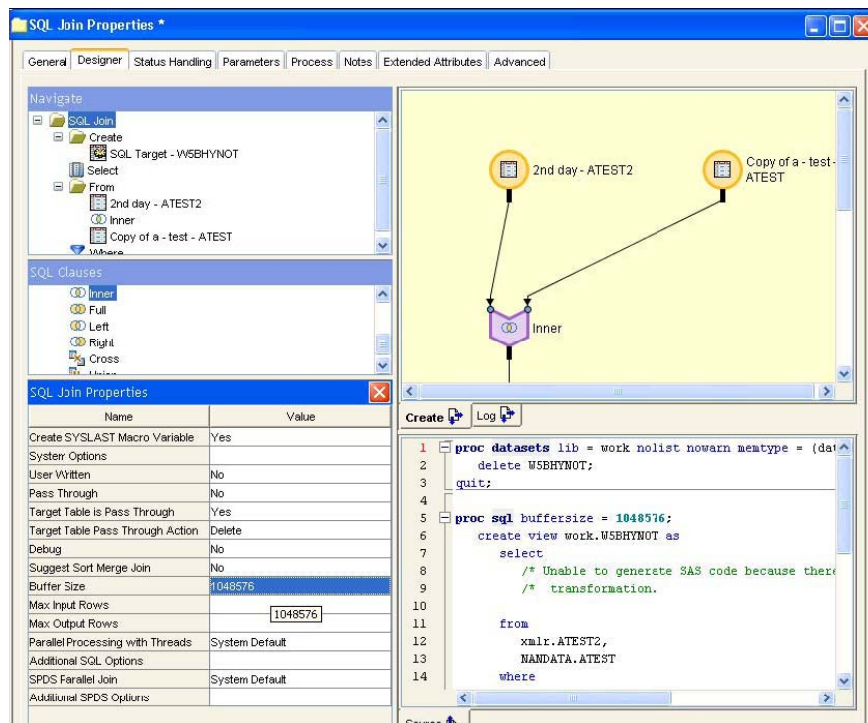 SQL Join Properties *
General Designer Status Handling Parameters Process Notes Extended Attributes Advanced
Navigate
SQL Join
Create
SQL Target - W5BHYNOT
Select
From
2nd day - ATEST2
Inner
Copy of a - test - ATEST
Where
SQL Clauses
Inner
Full
Left
Right
Cross
Union
SQL Join Properties
Name Value
Create SYSLAST Macro Variable Yes
System Options
User Written No
Pass Through No
Target Table is Pass Through Yes
Target Table Pass Through Action Delete
Debug No
Suggest Sort Merge Join No
Buffer Size 1048576
Max Input Rows
1048576
Max Output Rows
Parallel Processing with Threads System Default
Additional SQL Options
SPDS Parallel Join System Default
Additional SPDS Options
2nd day - ATEST2
Copy of a - test -
ATEST
Inner
Create Log
1 proc datasets lib = work nolist nowarn memtype = (dat
2 delete W5BHYNOT;
3 quit;
4
5 proc sql buffersize = 1048576;
6 create view work.W5BHYNOT as
7 select
8 /* Unable to generate SAS code because there
9 /* transformation.
10
11 from
12 xmlr.ATEST2,
13 NANDATA.ATEST
14 where
Source